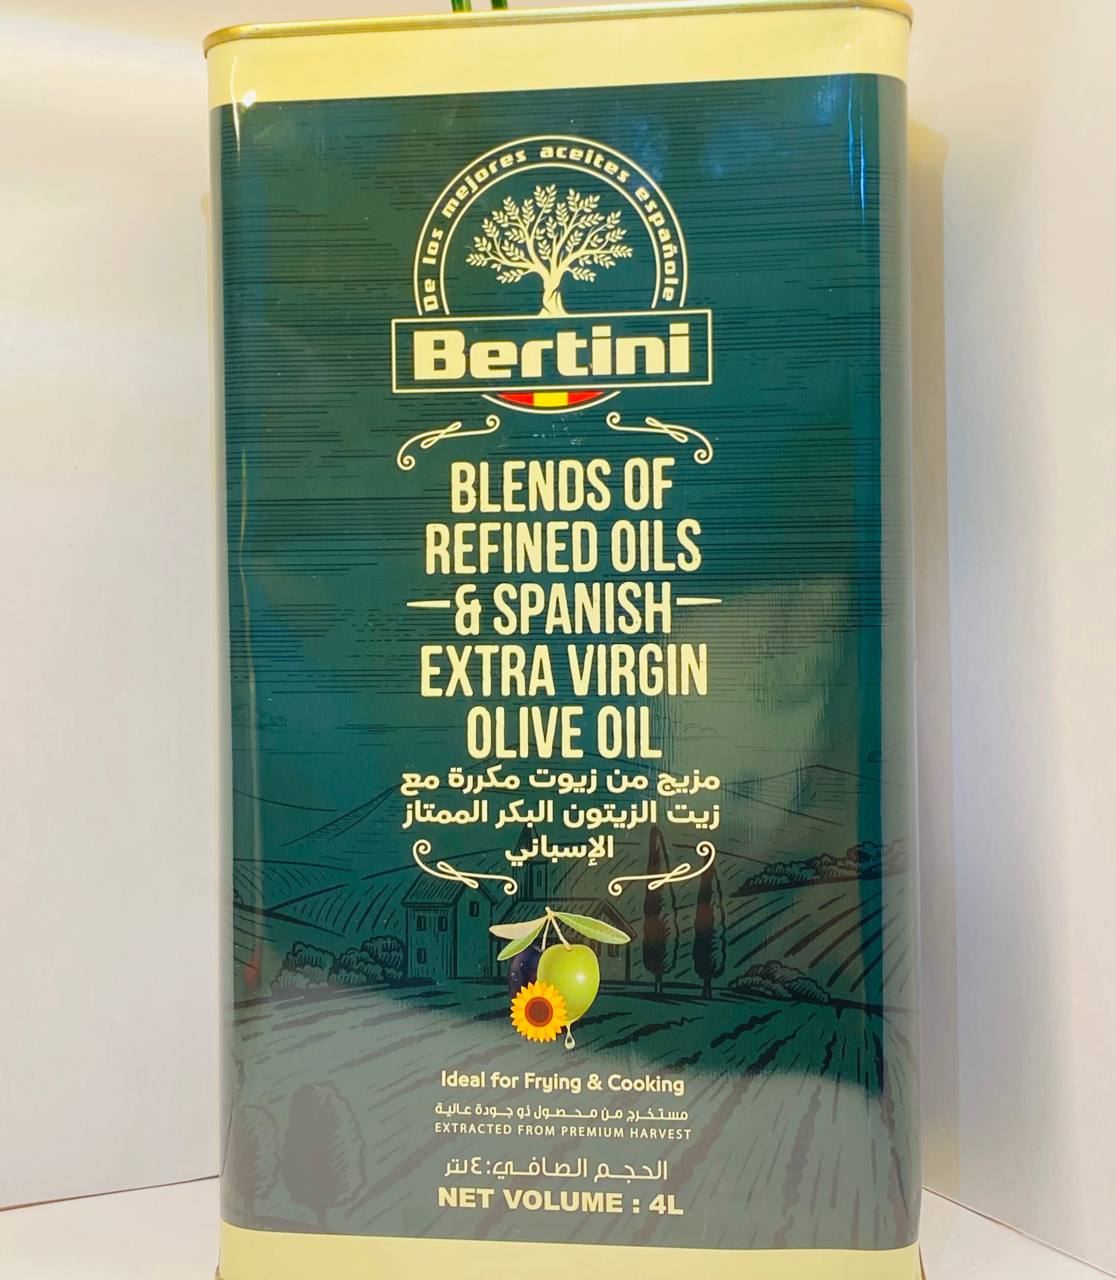 De los mejores aceites españole
Bertini
BLENDS OF
REFINED OILS
& SPANISH
EXTRA VIRGIN
OLIVE OIL
مزيج من زيوت مكررة مع
زيت الزيتون البكر الممتاز
الإسباني
Ideal for Frying & Cooking
مستخرج من محصول ذو جودة عالية
EXTRACTED FROM PREMIUM HARVEST
الحجم الصافي: ٤ لتر
NET VOLUME : 4L